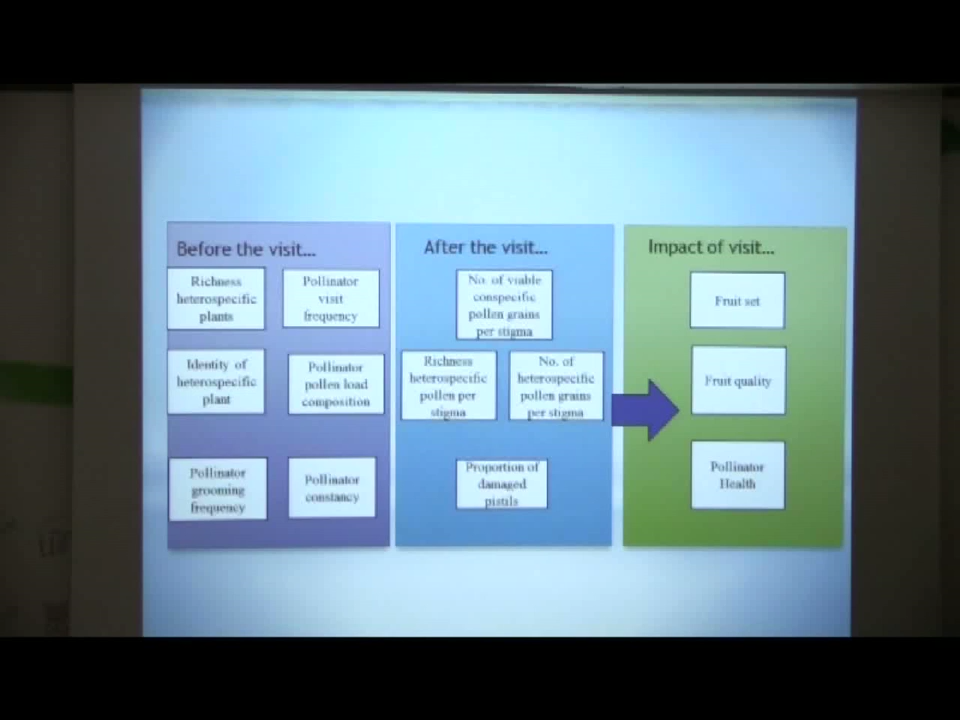 Before the visit...
Richness
heterospecific
plants
Pollinator
visit
frequency
Identity of
heterospecific
plant
Pollinator
pollen load
composition
Pollinator
grooming
frequency
Pollinator
constancy
After the visit...
No. of viable
conspecific
pollen grains
per stigma
Richness
heterospecific
pollen per
stigma
No. of
heterospecific
pollen grains
per stigma
Proportion of
damaged
pistils
Impact of visit...
Fruit set
Fruit quality
Pollinator
Health